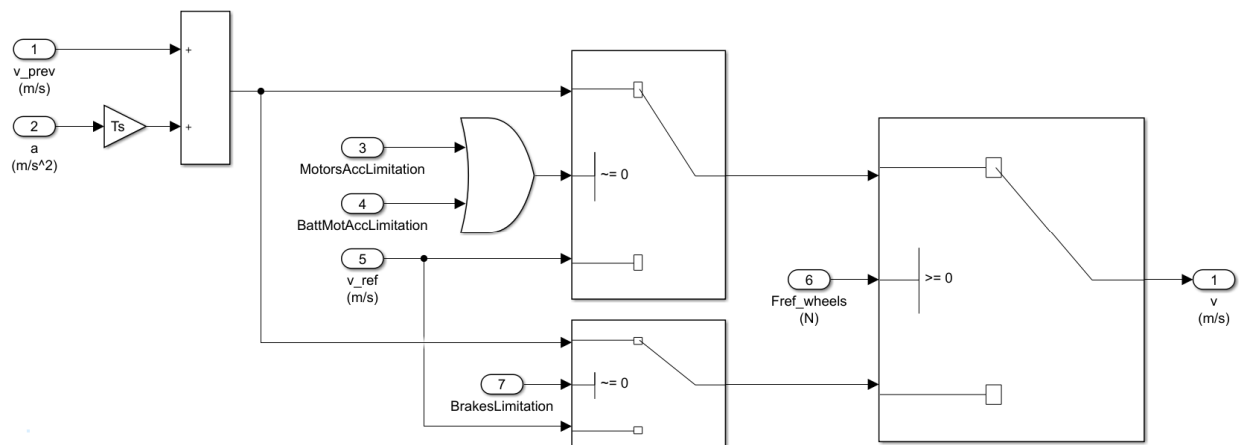 1
v_prev
(m/s)
+
2
a
(m/s^2)
Ts
+
3
MotorsAccLimitation
4
BattMotAccLimitation
~= 0
5
v_ref
(m/s)
6
Fref_wheels
(N)
>= 0
1
v
(m/s)
7
BrakesLimitation
~= 0